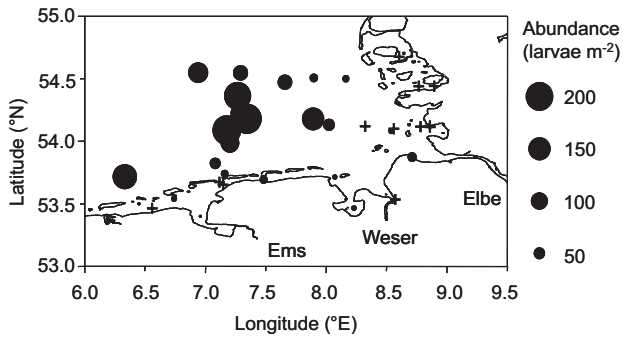 55.0
54.5
54.0
53.5
53.0
Latitude (°N)
6.0 6.5 7.0 7.5 8.0 8.5 9.0 9.5
Longitude (°E)
Ems
Weser
Elbe
Abundance
(larvae m-2)
200
150
100
50